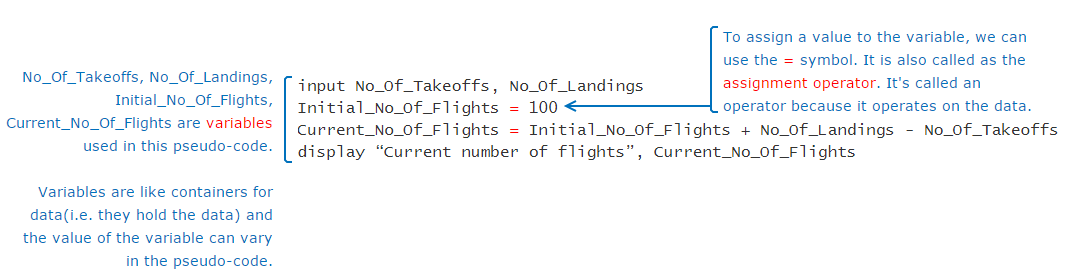 No_Of_Takeoffs, No_Of_Landings,
Initial_No_Of_Flights,
Current_No_Of_Flights are variables
used in this pseudo-code.
Variables are like containers for
data(i.e. they hold the data) and
the value of the variable can vary
in the pseudo-code.
input No_Of_Takeoffs, No_Of_Landings
Initial_No_Of_Flights = 100
Current_No_Of_Flights = Initial_No_Of_Flights + No_Of_Landings - No_Of_Takeoffs
display “Current number of flights”, Current_No_Of_Flights
To assign a value to the variable, we can
use the = symbol. It is also called as the
assignment operator. It's called an
operator because it operates on the data.